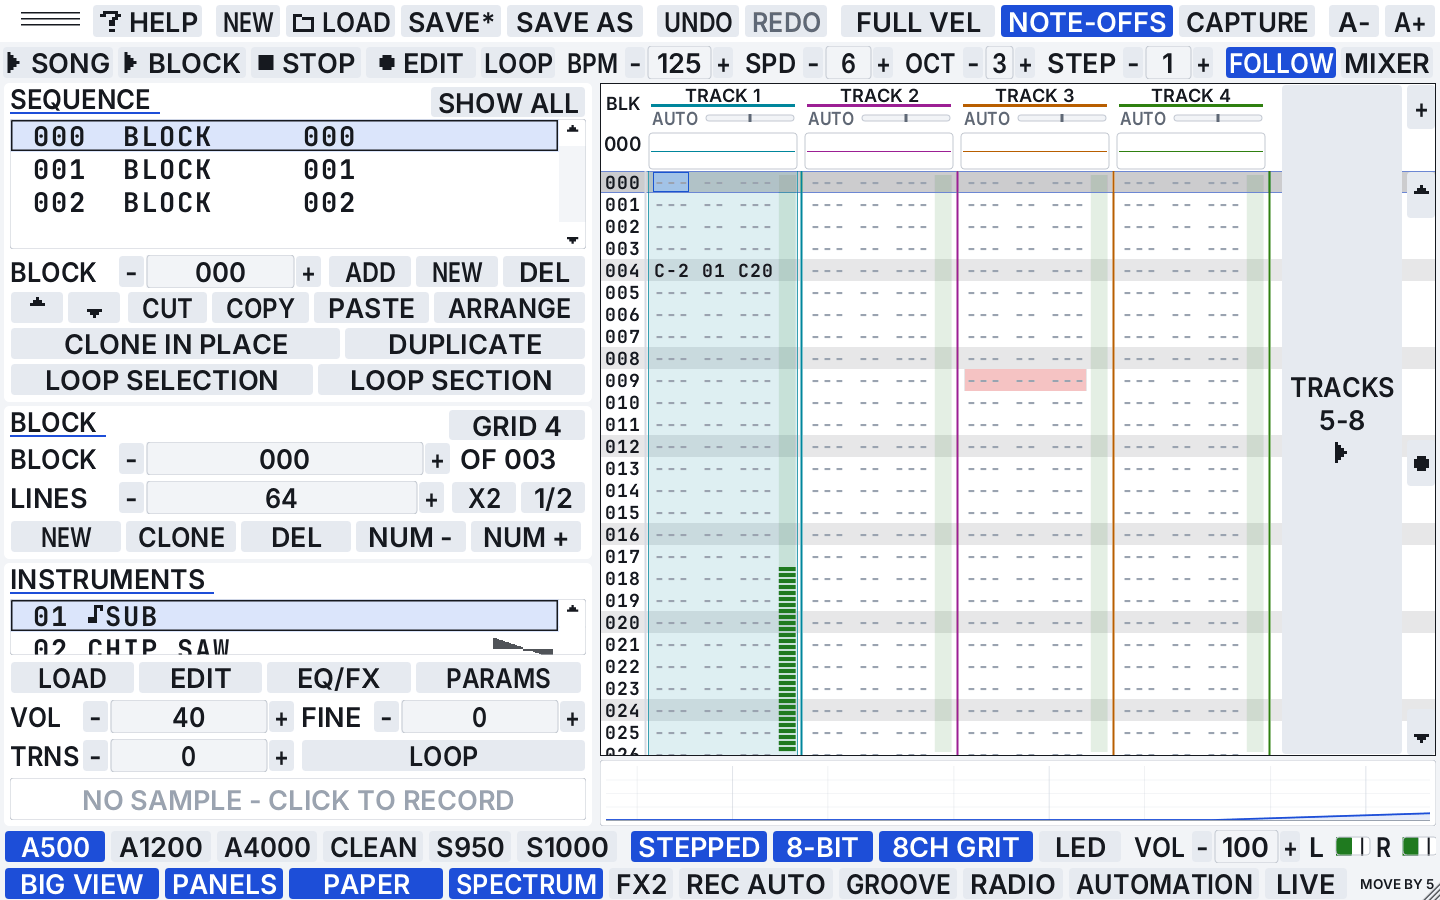 HELP NEW LOAD SAVE* SAVE AS UNDO REDO FULL VEL NOTE-OFFS CAPTURE A- A+
SONG BLOCK STOP EDIT LOOP BPM - 125 + SPD - 6 + OCT - 3 + STEP - 1 + FOLLOW MIXER
SEQUENCE SHOW ALL
000 BLOCK 000
001 BLOCK 001
002 BLOCK 002
BLOCK - 000 + ADD NEW DEL
CUT COPY PASTE ARRANGE
CLONE IN PLACE DUPLICATE
LOOP SELECTION LOOP SECTION
BLOCK GRID 4
BLOCK - 000 + OF 003
LINES - 64 + X2 1/2
NEW CLONE DEL NUM - NUM +
INSTRUMENTS
01 SUB
02 CHIP SAW
LOAD EDIT EQ/FX PARAMS
VOL - 40 + FINE - 0 +
TRNS - 0 + LOOP
NO SAMPLE - CLICK TO RECORD
BLK TRACK 1 TRACK 2 TRACK 3 TRACK 4 +
AUTO AUTO AUTO AUTO
000
000 --- -- --- --- -- --- --- -- --- --- -- ---
001 --- -- --- --- -- --- --- -- --- --- -- ---
002 --- -- --- --- -- --- --- -- --- --- -- ---
003 --- -- --- --- -- --- --- -- --- --- -- ---
004 C-2 01 C20 --- -- --- --- -- --- --- -- ---
005 --- -- --- --- -- --- --- -- --- --- -- ---
006 --- -- --- --- -- --- --- -- --- --- -- ---
007 --- -- --- --- -- --- --- -- --- --- -- ---
008 --- -- --- --- -- --- --- -- --- --- -- ---
009 --- -- --- --- -- --- --- -- --- --- -- ---
010 --- -- --- --- -- --- --- -- --- --- -- ---
011 --- -- --- --- -- --- --- -- --- --- -- ---
012 --- -- --- --- -- --- --- -- --- --- -- ---
013 --- -- --- --- -- --- --- -- --- --- -- ---
014 --- -- --- --- -- --- --- -- --- --- -- ---
015 --- -- --- --- -- --- --- -- --- --- -- ---
016 --- -- --- --- -- --- --- -- --- --- -- ---
017 --- -- --- --- -- --- --- -- --- --- -- ---
018 --- -- --- --- -- --- --- -- --- --- -- ---
019 --- -- --- --- -- --- --- -- --- --- -- ---
020 --- -- --- --- -- --- --- -- --- --- -- ---
021 --- -- --- --- -- --- --- -- --- --- -- ---
022 --- -- --- --- -- --- --- -- --- --- -- ---
023 --- -- --- --- -- --- --- -- --- --- -- ---
024 --- -- --- --- -- --- --- -- --- --- -- ---
025 --- -- --- --- -- --- --- -- --- --- -- ---
026 --- -- --- --- -- --- --- -- --- --- -- ---
TRACKS
5-8
A500 A1200 A4000 CLEAN S950 S1000 STEPPED 8-BIT 8CH GRIT LED VOL - 100 + L R
BIG VIEW PANELS PAPER SPECTRUM FX2 REC AUTO GROOVE RADIO AUTOMATION LIVE MOVE BY 5